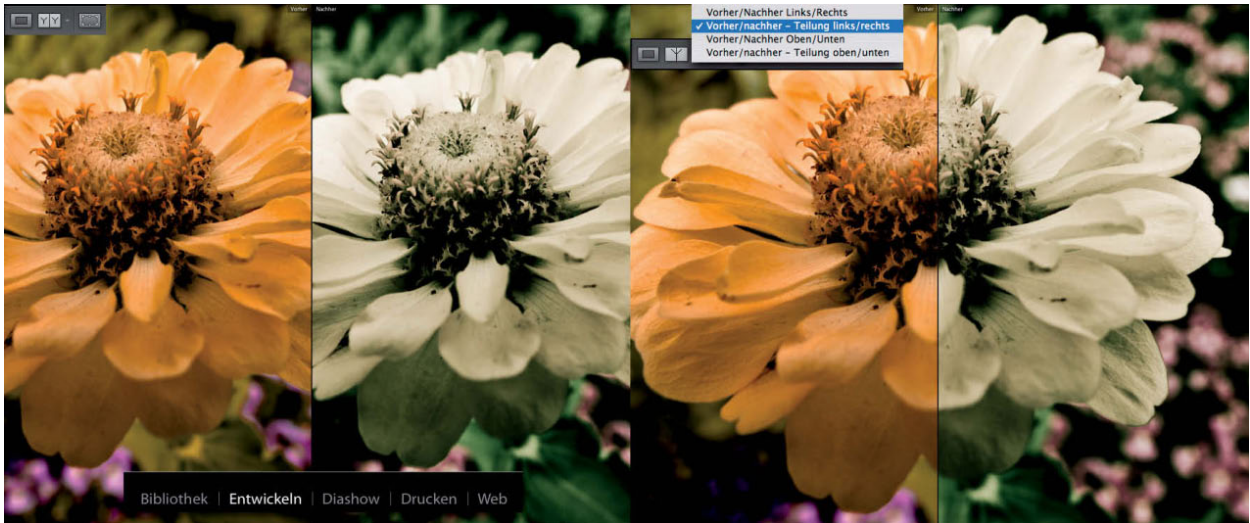 Vorher
Nachher
Vorher/Nachher Links/Rechts
✓ Vorher/nachher – Teilung links/rechts
Vorher/Nachher Oben/Unten
Vorher/nachher – Teilung oben/unten
Vorher
Nachher
Y Y
Bibliothek | Entwickeln | Diashow | Drucken | Web